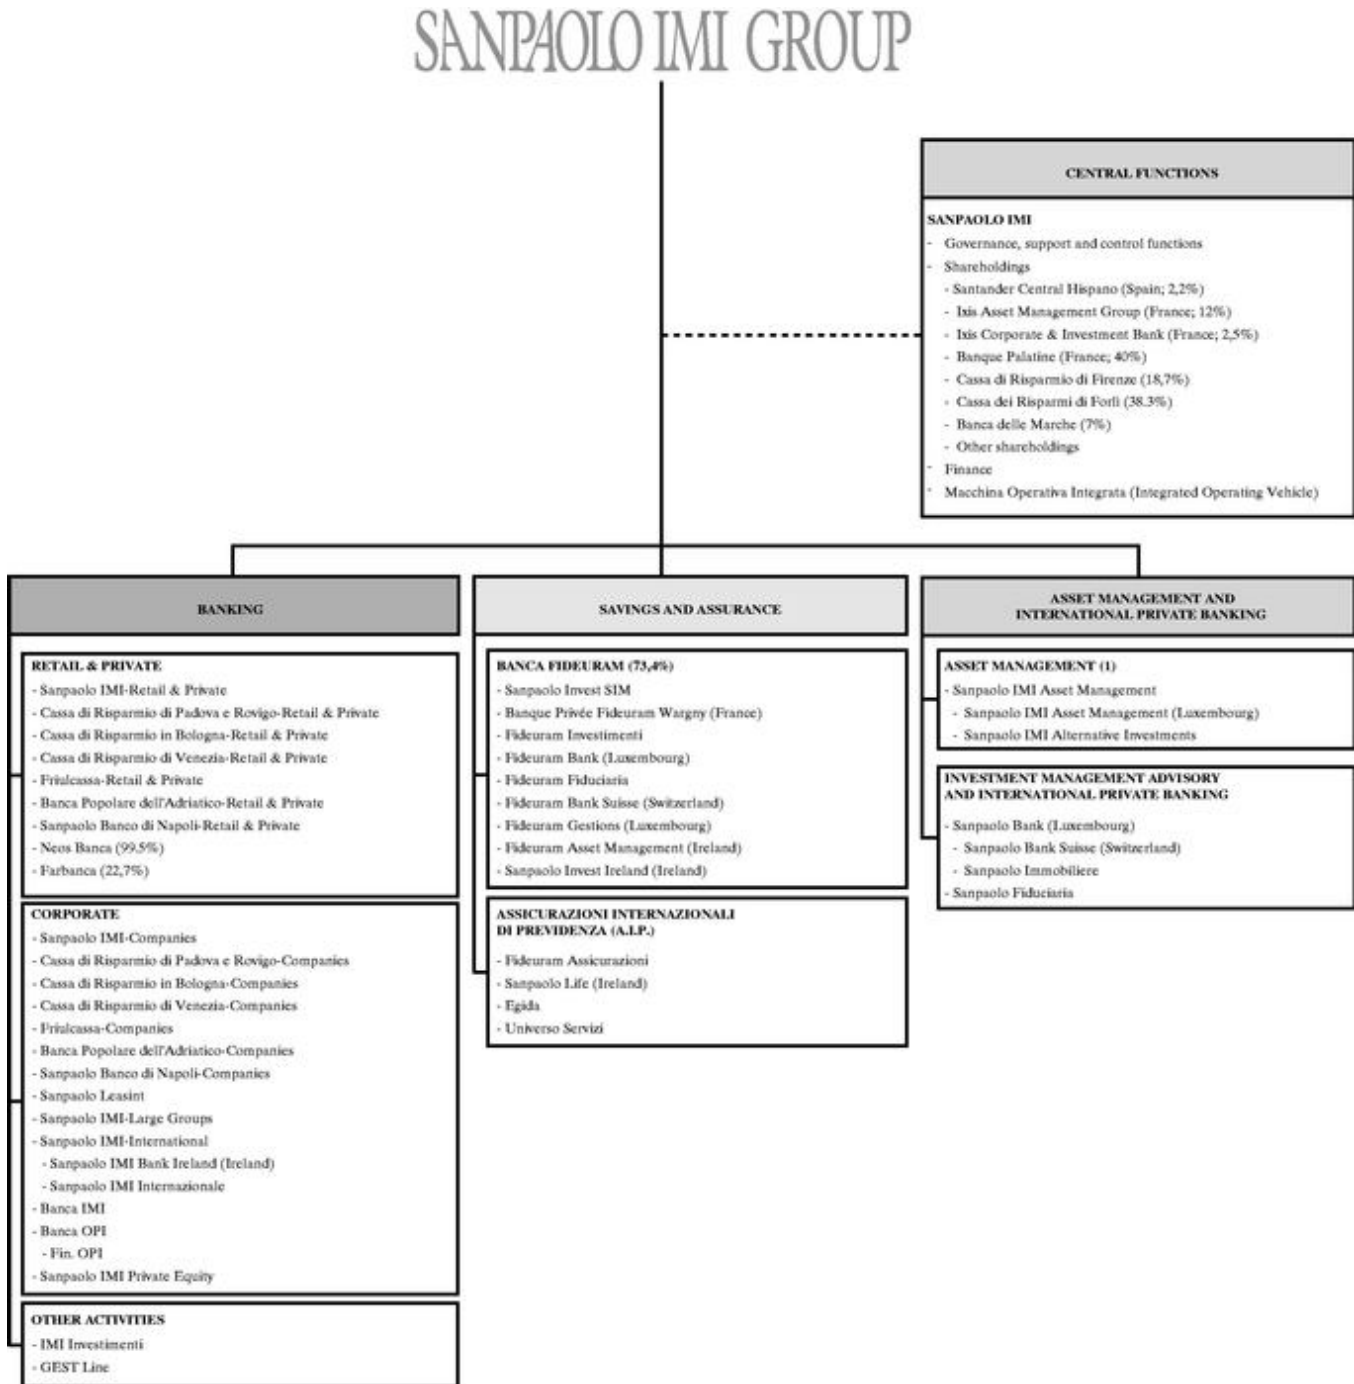 SANPAOLO IMI GROUP
CENTRAL FUNCTIONS
SANPAOLO IMI
- Governance, support and control functions
- Shareholdings
- Santander Central Hispano (Spain; 2,2%)
- Ixis Asset Management Group (France; 12%)
- Ixis Corporate & Investment Bank (France; 2,5%)
- Banque Palatine (France; 40%)
- Cassa di Risparmio di Firenze (18,7%)
- Cassa dei Risparmi di Forlì (38.3%)
- Banca delle Marche (7%)
- Other shareholdings
- Finance
- Macchina Operativa Integrata (Integrated Operating Vehicle)
BANKING
RETAIL & PRIVATE
- Sanpaolo IMI-Retail & Private
- Cassa di Risparmio di Padova e Rovigo-Retail & Private
- Cassa di Risparmio in Bologna-Retail & Private
- Cassa di Risparmio di Venezia-Retail & Private
- Friulcassa-Retail & Private
- Banca Popolare dell'Adriatico-Retail & Private
- Sanpaolo Banco di Napoli-Retail & Private
- Neos Banca (99.5%)
- Farbanca (22,7%)
CORPORATE
- Sanpaolo IMI-Companies
- Cassa di Risparmio di Padova e Rovigo-Companies
- Cassa di Risparmio in Bologna-Companies
- Cassa di Risparmio di Venezia-Companies
- Friulcassa-Companies
- Banca Popolare dell'Adriatico-Companies
- Sanpaolo Banco di Napoli-Companies
- Sanpaolo Leasint
- Sanpaolo IMI-Large Groups
- Sanpaolo IMI-International
- Sanpaolo IMI Bank Ireland (Ireland)
- Sanpaolo IMI Internazionale
- Banca IMI
- Banca OPI
- Fin. OPI
- Sanpaolo IMI Private Equity
OTHER ACTIVITIES
- IMI Investimenti
- GEST Line
SAVINGS AND ASSURANCE
BANCA FIDEURAM (73,4%)
- Sanpaolo Invest SIM
- Banque Privée Fideuram Wargny (France)
- Fideuram Investimenti
- Fideuram Bank (Luxembourg)
- Fideuram Fiduciaria
- Fideuram Bank Suisse (Switzerland)
- Fideuram Gestions (Luxembourg)
- Fideuram Asset Management (Ireland)
- Sanpaolo Invest Ireland (Ireland)
ASSICURAZIONI INTERNAZIONALI
DI PREVIDENZA (A.I.P.)
- Fideuram Assicurazioni
- Sanpaolo Life (Ireland)
- Egida
- Universo Servizi
ASSET MANAGEMENT AND
INTERNATIONAL PRIVATE BANKING
ASSET MANAGEMENT (1)
- Sanpaolo IMI Asset Management
- Sanpaolo IMI Asset Management (Luxembourg)
- Sanpaolo IMI Alternative Investments
INVESTMENT MANAGEMENT ADVISORY
AND INTERNATIONAL PRIVATE BANKING
- Sanpaolo Bank (Luxembourg)
- Sanpaolo Bank Suisse (Switzerland)
- Sanpaolo Immobiliere
- Sanpaolo Fiduciaria